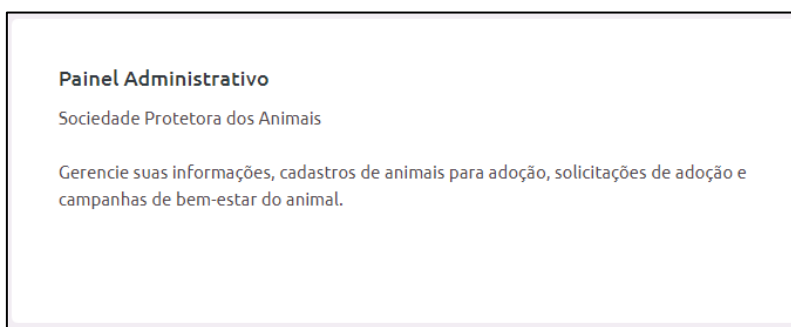 Painel Administrativo
Sociedade Protetora dos Animais
Gerencie suas informações, cadastros de animais para adoção, solicitações de adoção e
campanhas de bem-estar do animal.